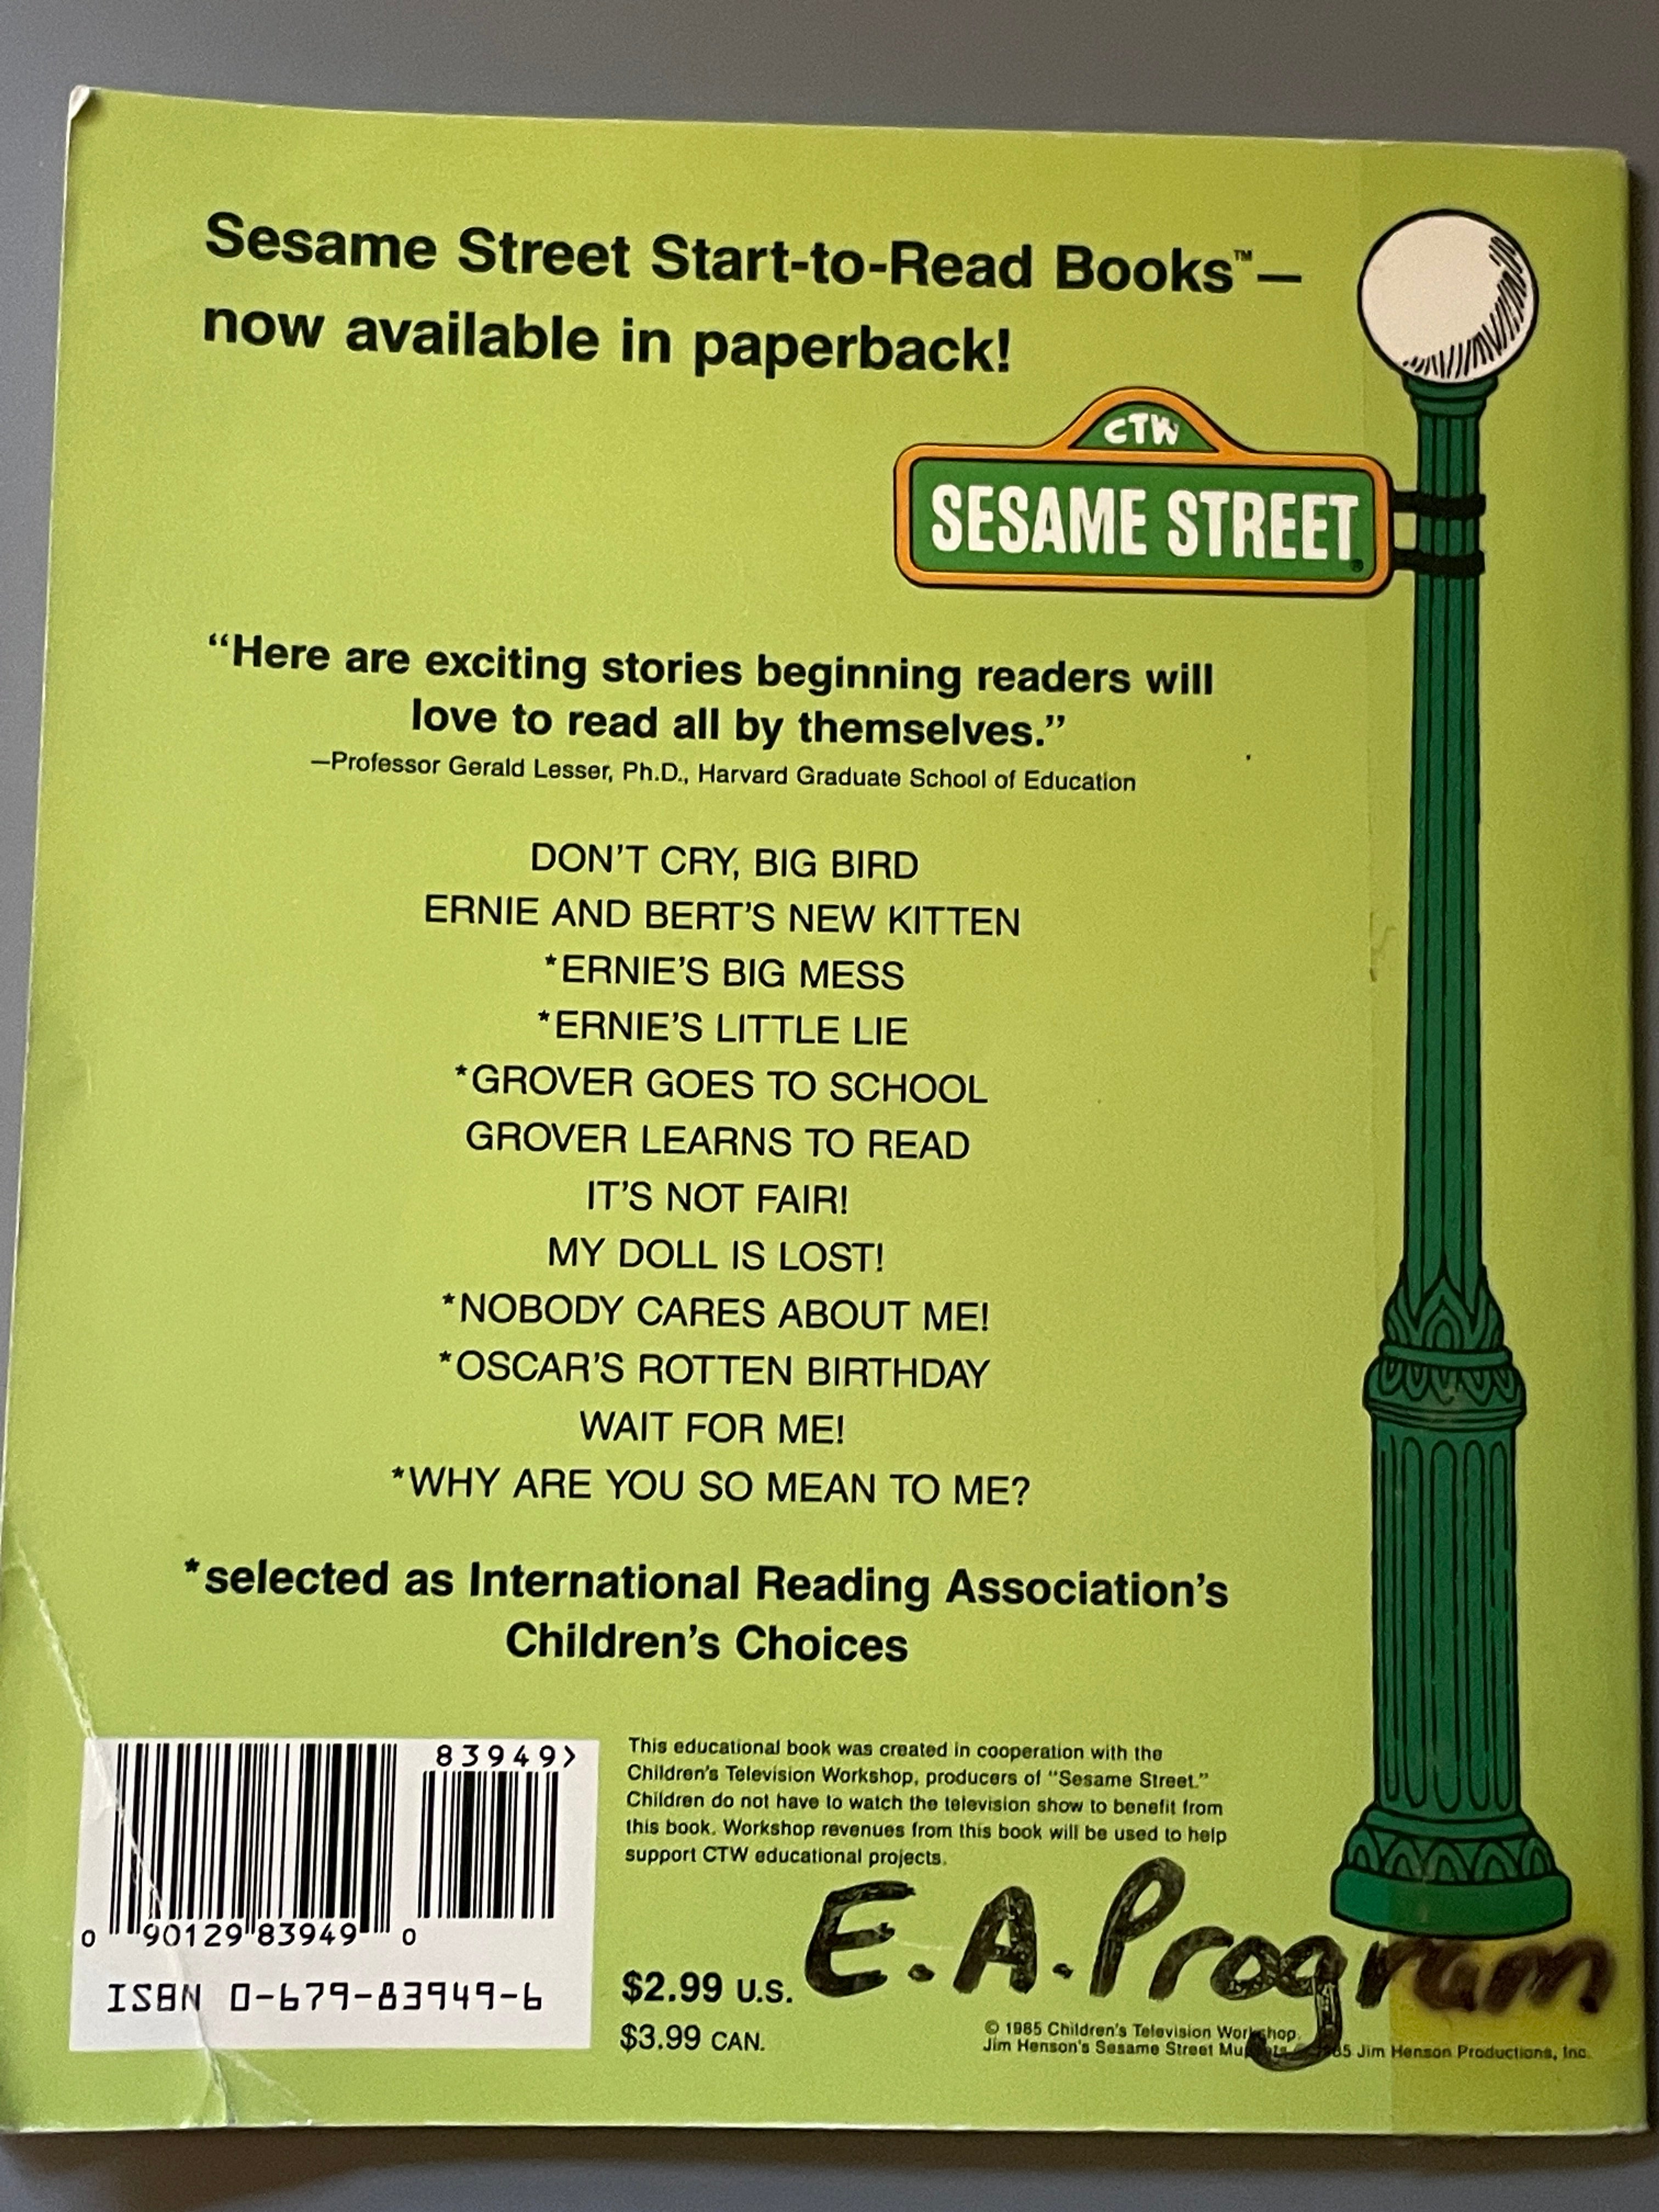 Sesame Street Start-to-Read Books™—
now available in paperback!
CTW
SESAME STREET®
“Here are exciting stories beginning readers will
love to read all by themselves.”
—Professor Gerald Lesser, Ph.D., Harvard Graduate School of Education
DON'T CRY, BIG BIRD
ERNIE AND BERT'S NEW KITTEN
*ERNIE'S BIG MESS
*ERNIE'S LITTLE LIE
*GROVER GOES TO SCHOOL
GROVER LEARNS TO READ
IT'S NOT FAIR!
MY DOLL IS LOST!
*NOBODY CARES ABOUT ME!
*OSCAR'S ROTTEN BIRTHDAY
WAIT FOR ME!
*WHY ARE YOU SO MEAN TO ME?
*selected as International Reading Association's
Children's Choices
83949>
0 90129 83949 0
ISBN 0-679-83949-6
This educational book was created in cooperation with the
Children's Television Workshop, producers of “Sesame Street.”
Children do not have to watch the television show to benefit from
this book. Workshop revenues from this book will be used to help
support CTW educational projects.
E.A. Program
$2.99 U.S.
$3.99 CAN.
© 1985 Children's Television Workshop.
Jim Henson's Sesame Street Jim Henson Productions, Inc.